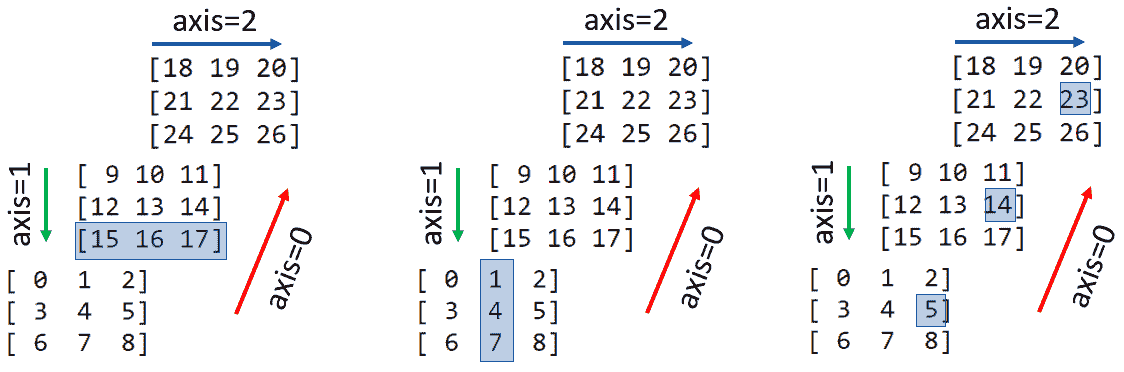 axis=2
[18 19 20]
[21 22 23]
[24 25 26]
axis=1
[ 9 10 11]
[12 13 14]
[15 16 17]
axis=0
[ 0 1 2]
[ 3 4 5]
[ 6 7 8]
axis=2
[18 19 20]
[21 22 23]
[24 25 26]
axis=1
[ 9 10 11]
[12 13 14]
[15 16 17]
axis=0
[ 0 1 2]
[ 3 4 5]
[ 6 7 8]
axis=2
[18 19 20]
[21 22 23]
[24 25 26]
axis=1
[ 9 10 11]
[12 13 14]
[15 16 17]
axis=0
[ 0 1 2]
[ 3 4 5]
[ 6 7 8]